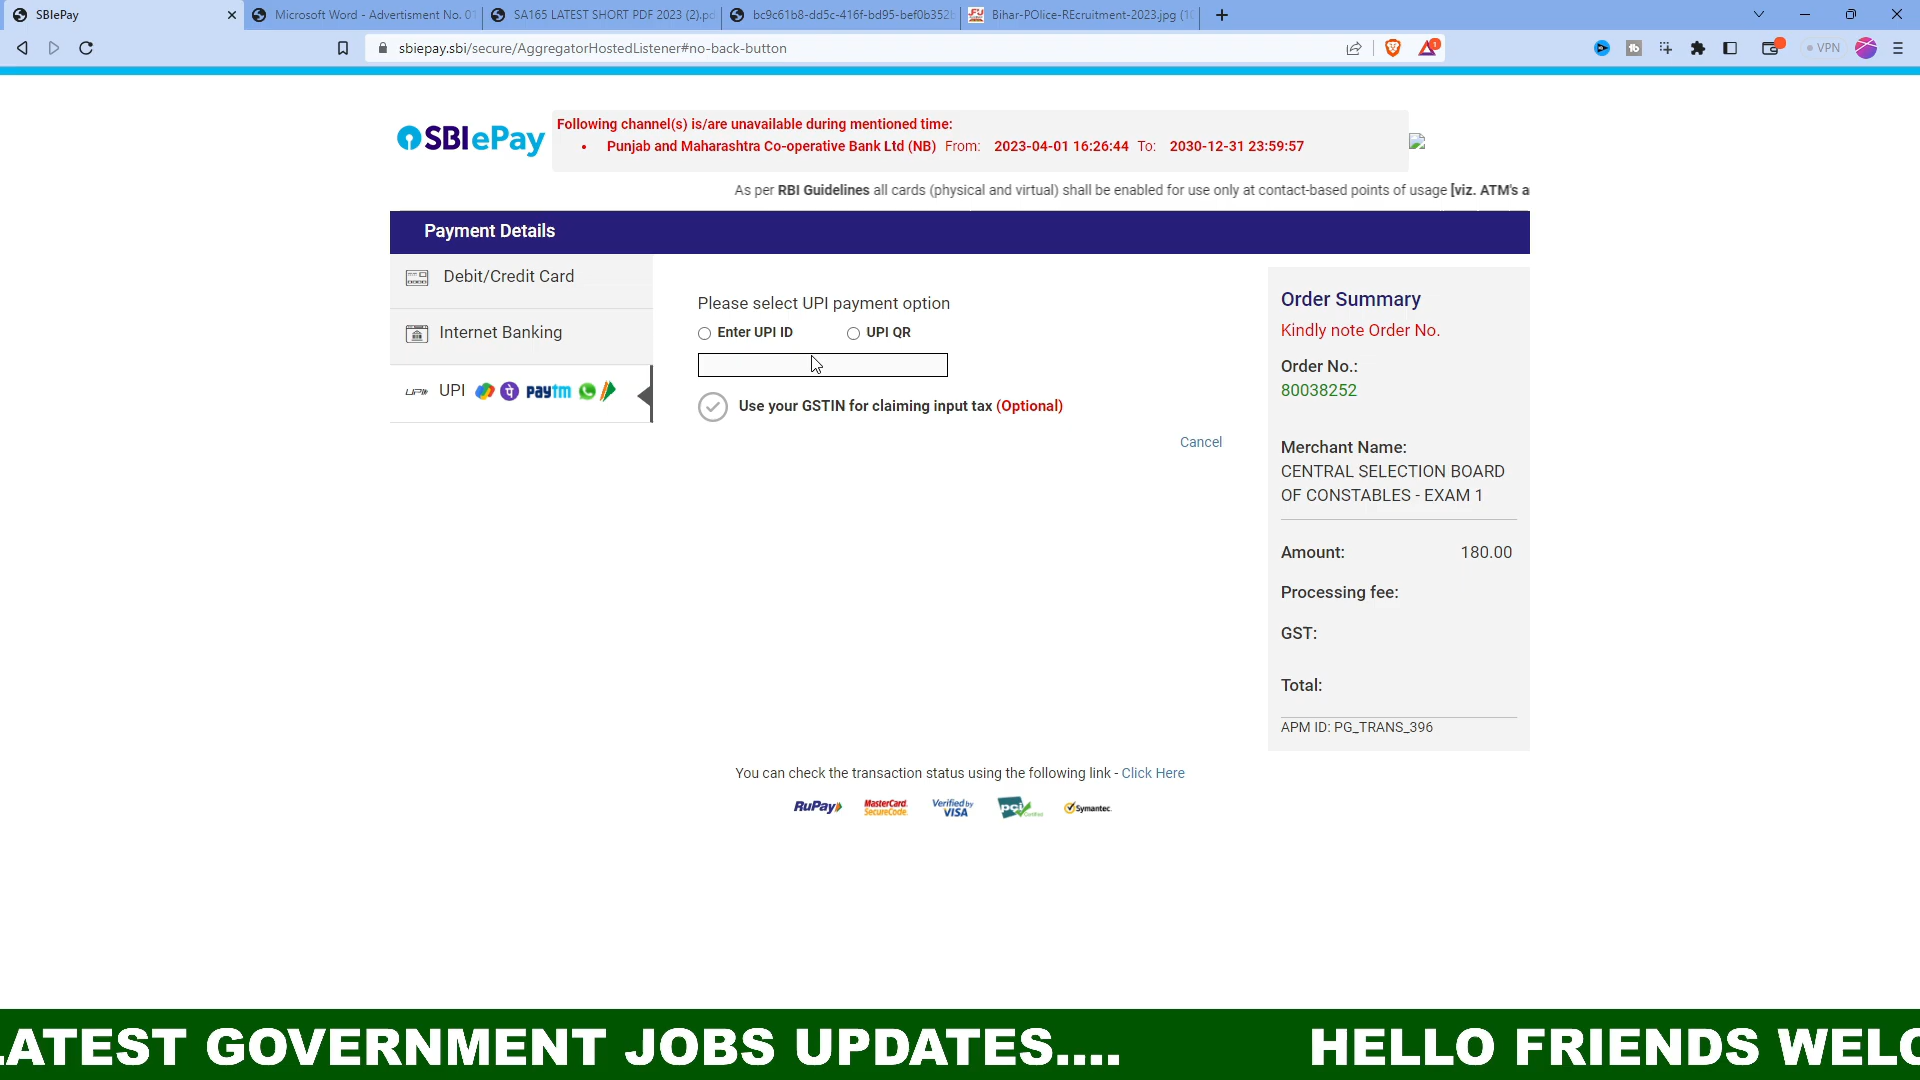 SBIePay
Microsoft Word - Advertisment No. 01
SA165 LATEST SHORT PDF 2023 (2).pd
bc9c61b8-dd5c-416f-bd95-bef0b352b
Bihar-POlice-REcruitment-2023.jpg (10
sbiepay.sbi/secure/AggregatorHostedListener#no-back-button
VPN
SBIePay
Following channel(s) is/are unavailable during mentioned time:
• Punjab and Maharashtra Co-operative Bank Ltd (NB) From: 2023-04-01 16:26:44 To: 2030-12-31 23:59:57
As per RBI Guidelines all cards (physical and virtual) shall be enabled for use only at contact-based points of usage [viz. ATM's a
Payment Details
Debit/Credit Card
Internet Banking
UPI UPI paytm
Please select UPI payment option
Enter UPI ID
UPI QR
Use your GSTIN for claiming input tax (Optional)
Cancel
Order Summary
Kindly note Order No.
Order No.:
80038252
Merchant Name:
CENTRAL SELECTION BOARD
OF CONSTABLES - EXAM 1
Amount: 180.00
Processing fee:
GST:
Total:
APM ID: PG_TRANS_396
You can check the transaction status using the following link - Click Here
RuPay
MasterCard.
SecureCode.
Verified by
VISA
pci
Symantec.
LATEST GOVERNMENT JOBS UPDATES.... HELLO FRIENDS WELC